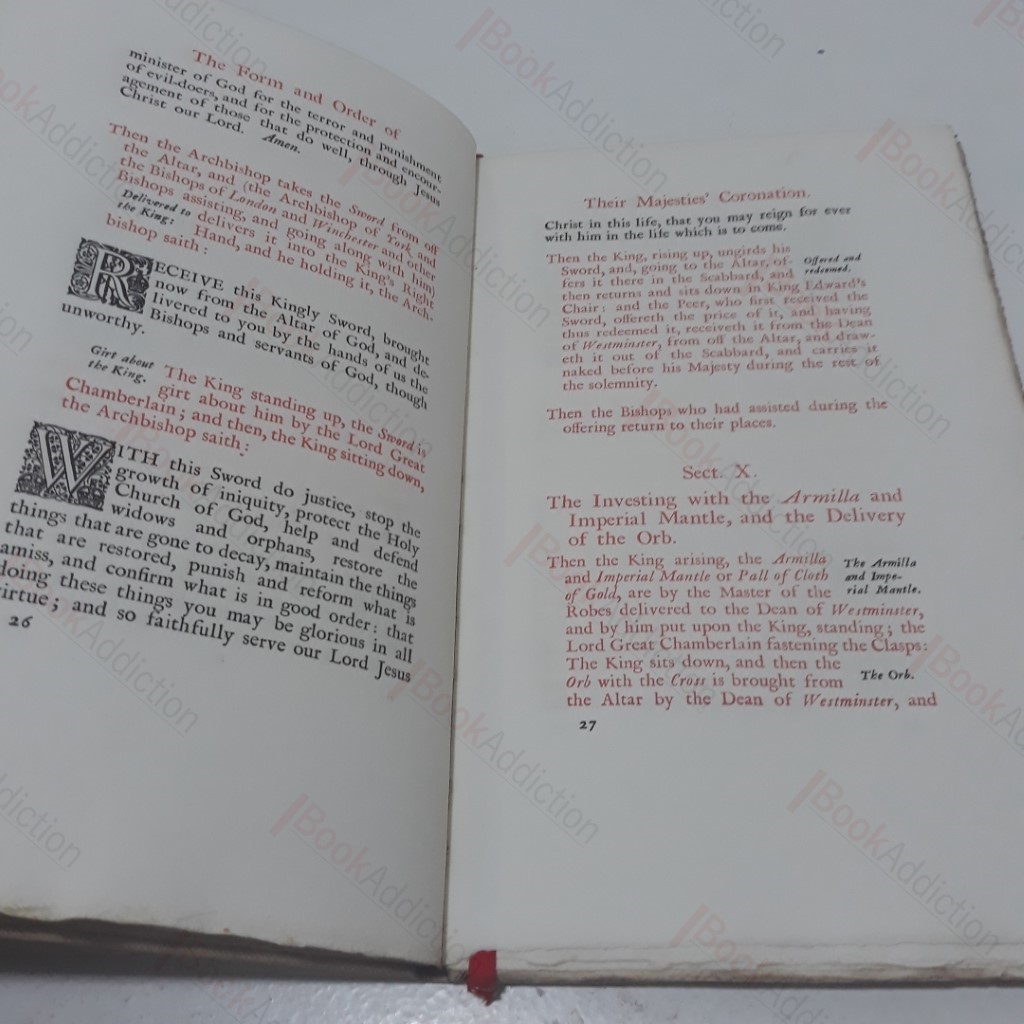 The Form and Order of
minister of God for the terror and punishment
of evil-doers, and for the protection and encour-
agement of those that do well, through Jesus
Christ our Lord. Amen.
Then the Archbishop takes the Sword from off
the Altar, and (the Archbishop of York and
the Bishops of London and Winchester and other
Bishops assisting, and going along with him)
Delivered to
the King:
delivers it into the King's Right
Hand, and he holding it, the Arch-
bishop saith:
RECEIVE this Kingly Sword, brought
now from the Altar of God, and de-
livered to you by the hands of us the
Bishops and servants of God, though
unworthy.
Girt about
the King.
The King standing up, the Sword is
girt about him by the Lord Great
Chamberlain; and then, the King sitting down,
the Archbishop saith:
WITH this Sword do justice, stop the
growth of iniquity, protect the Holy
Church of God, help and defend
widows and orphans, restore the
things that are gone to decay, maintain the things
that are restored, punish and reform what is
amiss, and confirm what is in good order: that
doing these things you may be glorious in all
virtue; and so faithfully serve our Lord Jesus
26
Their Majesties' Coronation.
Christ in this life, that you may reign for ever
with him in the life which is to come.
Then the King, rising up, ungirds his
Sword, and, going to the Altar, of-
fers it there in the Scabbard, and
Offered and
redeemed.
then returns and sits down in King Edward's
Chair: and the Peer, who first received the
Sword, offereth the price of it, and having
thus redeemed it, receiveth it from the Dean
of Westminster, from off the Altar, and draw-
eth it out of the Scabbard, and carries it
naked before his Majesty during the rest of
the solemnity.
Then the Bishops who had assisted during the
offering return to their places.
Sect. X.
The Investing with the Armilla and
Imperial Mantle, and the Delivery
of the Orb.
Then the King arising, the Armilla
and Imperial Mantle or Pall of Cloth
of Gold, are by the Master of the
The Armilla
and Impe-
rial Mantle.
Robes delivered to the Dean of Westminster,
and by him put upon the King, standing; the
Lord Great Chamberlain fastening the Clasps:
The King sits down, and then the
Orb with the Cross is brought from
The Orb.
the Altar by the Dean of Westminster, and
27
BookAddiction